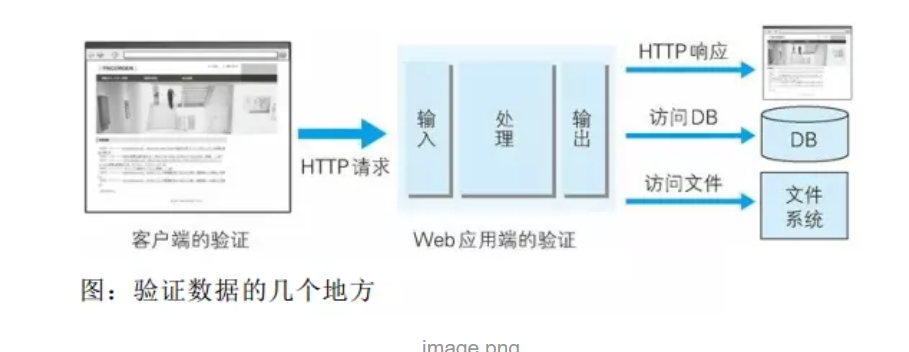 HTTP响应
输入
处理
输出
访问DB
DB
HTTP请求
访问文件
文件
系统
客户端的验证
Web应用端的验证
图：验证数据的几个地方
image.png